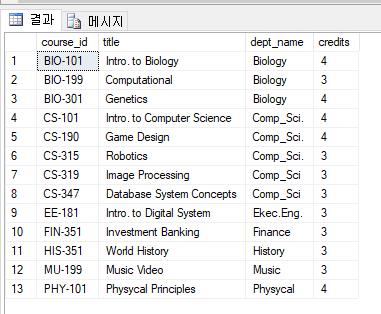 결과 메시지
course_id title dept_name credits
1 BIO-101 Intro. to Biology Biology 4
2 BIO-199 Computational Biology 3
3 BIO-301 Genetics Biology 4
4 CS-101 Intro. to Computer Science Comp_Sci. 4
5 CS-190 Game Design Comp_Sci. 4
6 CS-315 Robotics Comp_Sci. 3
7 CS-319 Image Processing Comp_Sci. 3
8 CS-347 Database System Concepts Comp_Sci. 3
9 EE-181 Intro. to Digital System Ekec.Eng. 3
10 FIN-351 Investment Banking Finance 3
11 HIS-351 World History History 3
12 MU-199 Music Video Music 3
13 PHY-101 Physycal Principles Physycal 4